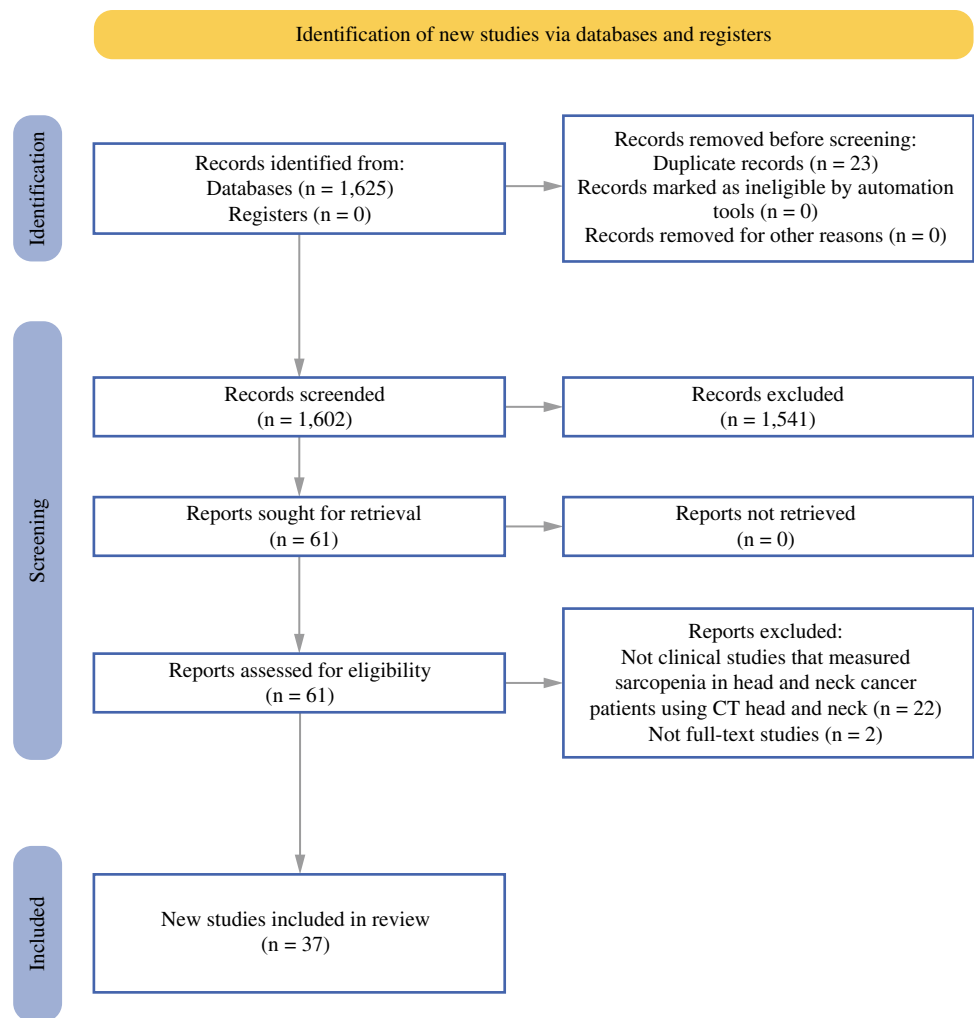 Identification of new studies via databases and registers
Identification
Records identified from:
Databases (n = 1,625)
Registers (n = 0)
Records removed before screening:
Duplicate records (n = 23)
Records marked as ineligible by automation
tools (n = 0)
Records removed for other reasons (n = 0)
Screening
Records screended
(n = 1,602)
Records excluded
(n = 1,541)
Reports sought for retrieval
(n = 61)
Reports not retrieved
(n = 0)
Reports assessed for eligibility
(n = 61)
Reports excluded:
Not clinical studies that measured
sarcopenia in head and neck cancer
patients using CT head and neck (n = 22)
Not full-text studies (n = 2)
Included
New studies included in review
(n = 37)